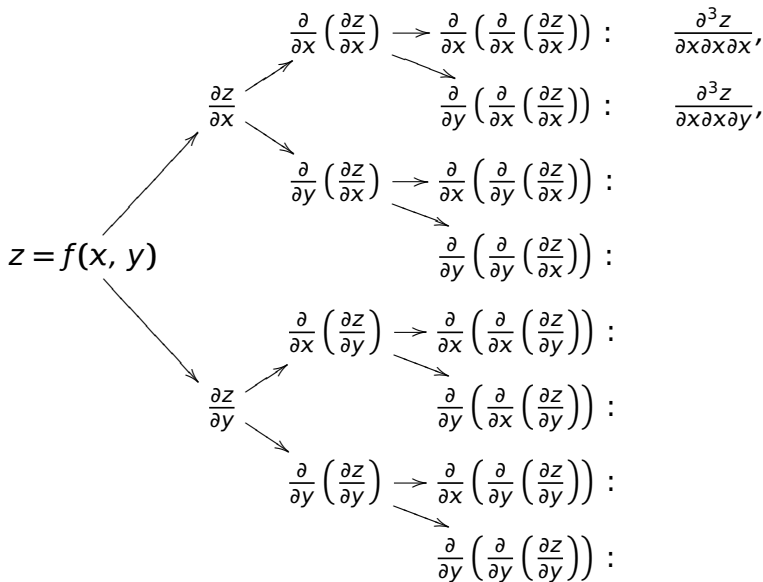 ∂/∂x (∂z/∂x) → ∂/∂x (∂/∂x (∂z/∂x)) : ∂³z/∂x∂x∂x,
∂z/∂x ∂/∂y (∂/∂x (∂z/∂x)) : ∂³z/∂x∂x∂y,
∂/∂y (∂z/∂x) → ∂/∂x (∂/∂y (∂z/∂x)) :
z = f(x, y) ∂/∂y (∂/∂y (∂z/∂x)) :
∂/∂x (∂z/∂y) → ∂/∂x (∂/∂x (∂z/∂y)) :
∂z/∂y ∂/∂y (∂/∂x (∂z/∂y)) :
∂/∂y (∂z/∂y) → ∂/∂x (∂/∂y (∂z/∂y)) :
∂/∂y (∂/∂y (∂z/∂y)) :